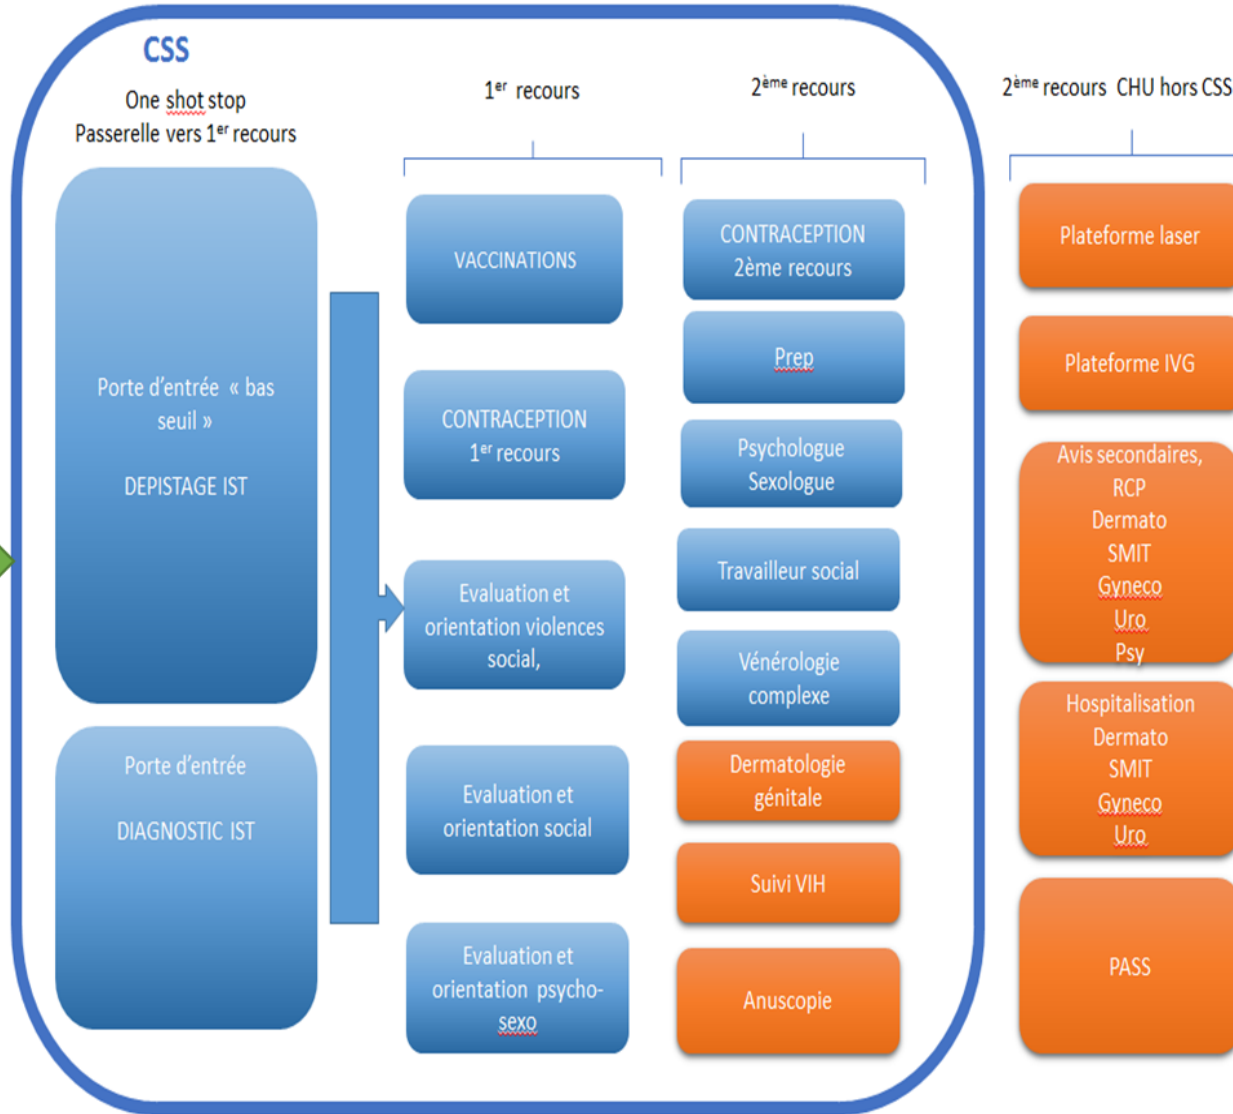 CSS
One shot stop
Passerelle vers 1er recours
Porte d'entrée « bas
seuil »
DEPISTAGE IST
Porte d'entrée
DIAGNOSTIC IST
1er recours
VACCINATIONS
CONTRACEPTION
1er recours
Evaluation et
orientation violences
social,
Evaluation et
orientation social
Evaluation et
orientation psycho-
sexo
2ème recours
CONTRACEPTION
2ème recours
Prep
Psychologue
Sexologue
Travailleur social
Vénérologie
complexe
Dermatologie
génitale
Suivi VIH
Anuscopie
2ème recours CHU hors CSS
Plateforme laser
Plateforme IVG
Avis secondaires,
RCP
Dermato
SMIT
Gyneco
Uro
Psy
Hospitalisation
Dermato
SMIT
Gyneco
Uro
PASS